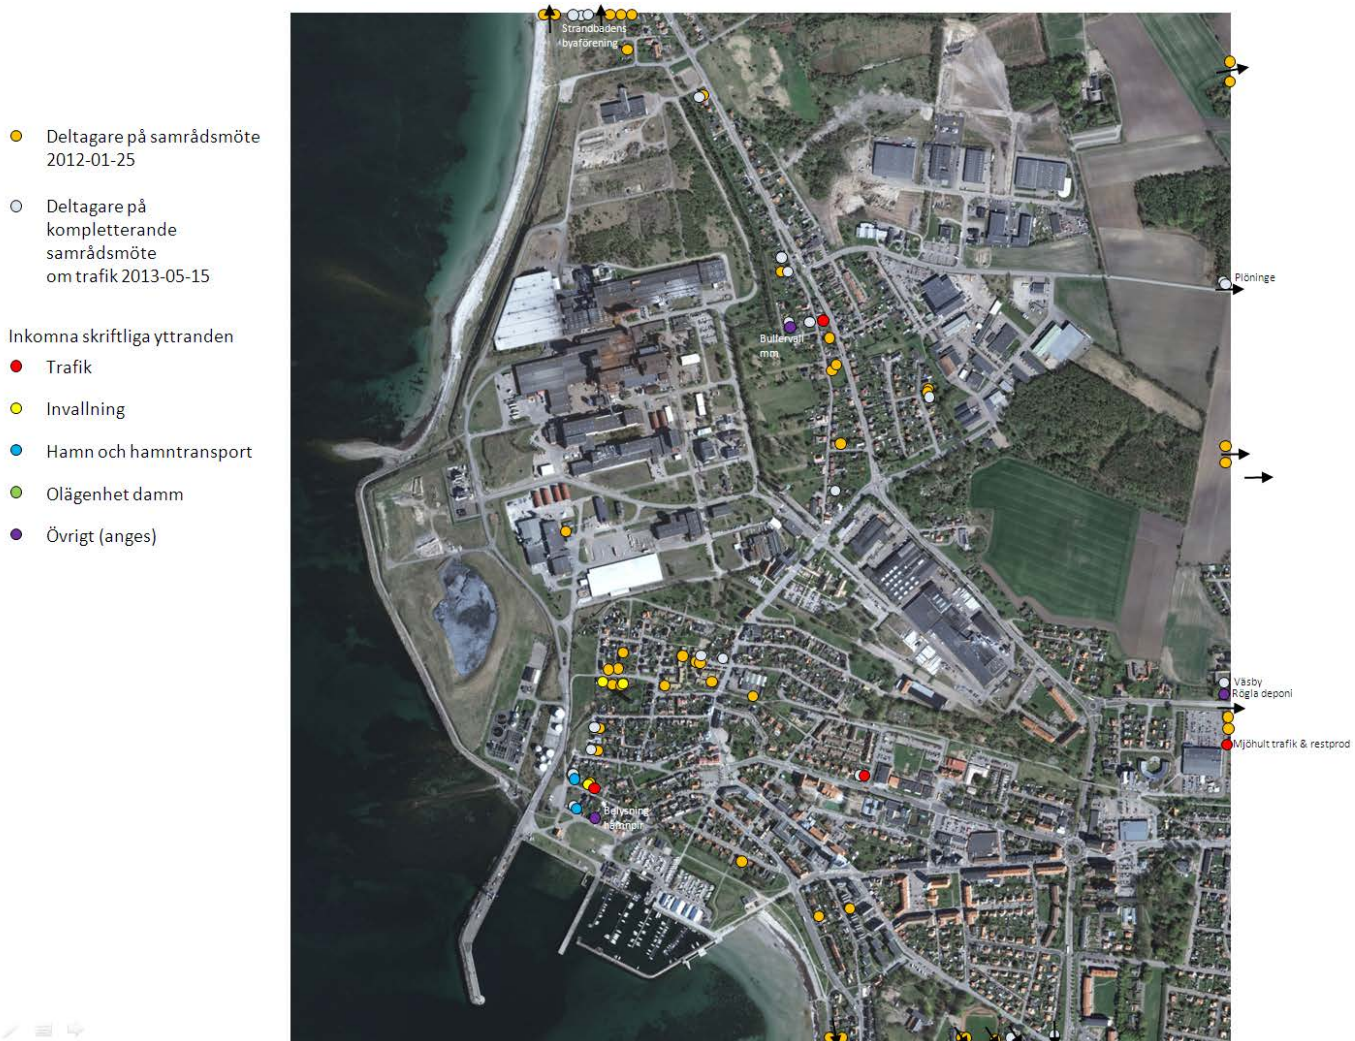 Deltagare på samrådsmöte
2012-01-25
Deltagare på
kompletterande
samrådsmöte
om trafik 2013-05-15
Inkomna skriftliga yttranden
Trafik
Invallning
Hamn och hamntransport
Olägenhet damm
Övrigt (anges)
Strandbadens
byaförening
Plöninge
Bullervall
mm
Väsby
Rögla deponi
Mjöhult trafik & restprod
Belysning
hamnpir